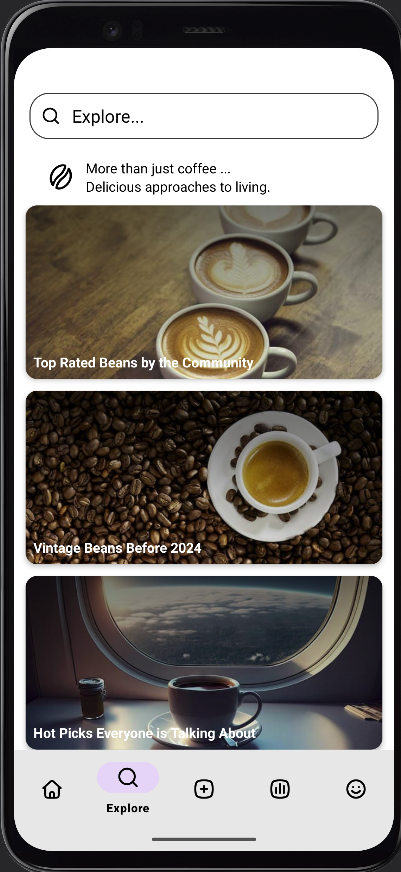 Explore...
More than just coffee ...
Delicious approaches to living.
Top Rated Beans by the Community
Vintage Beans Before 2024
Hot Picks Everyone is Talking About
Explore